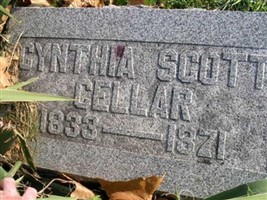 CYNTHIA SCOTT
CELLAR
1833 — 1871